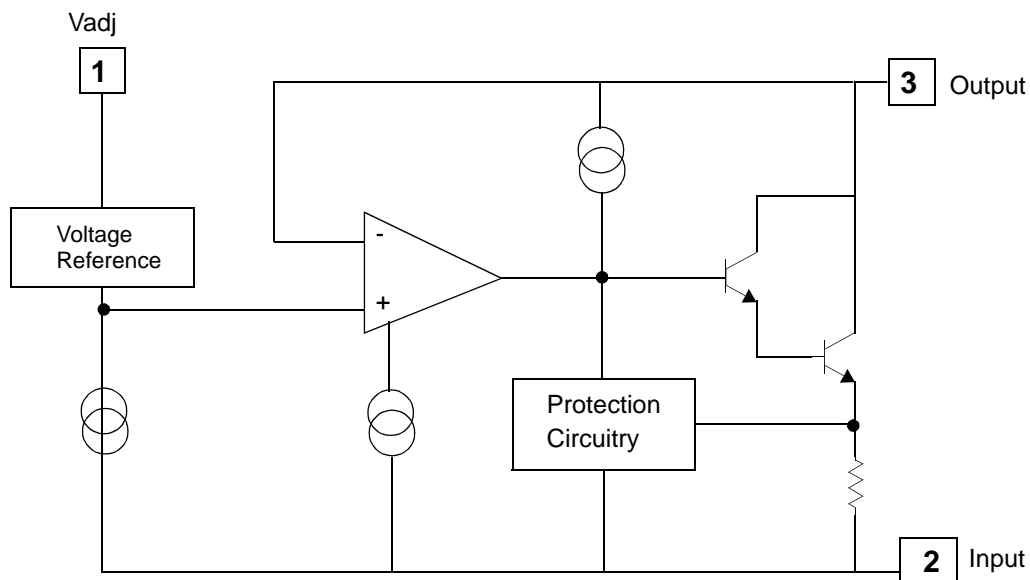 Vadj
1
3 Output
Voltage
Reference
-
+
Protection
Circuitry
2 Input